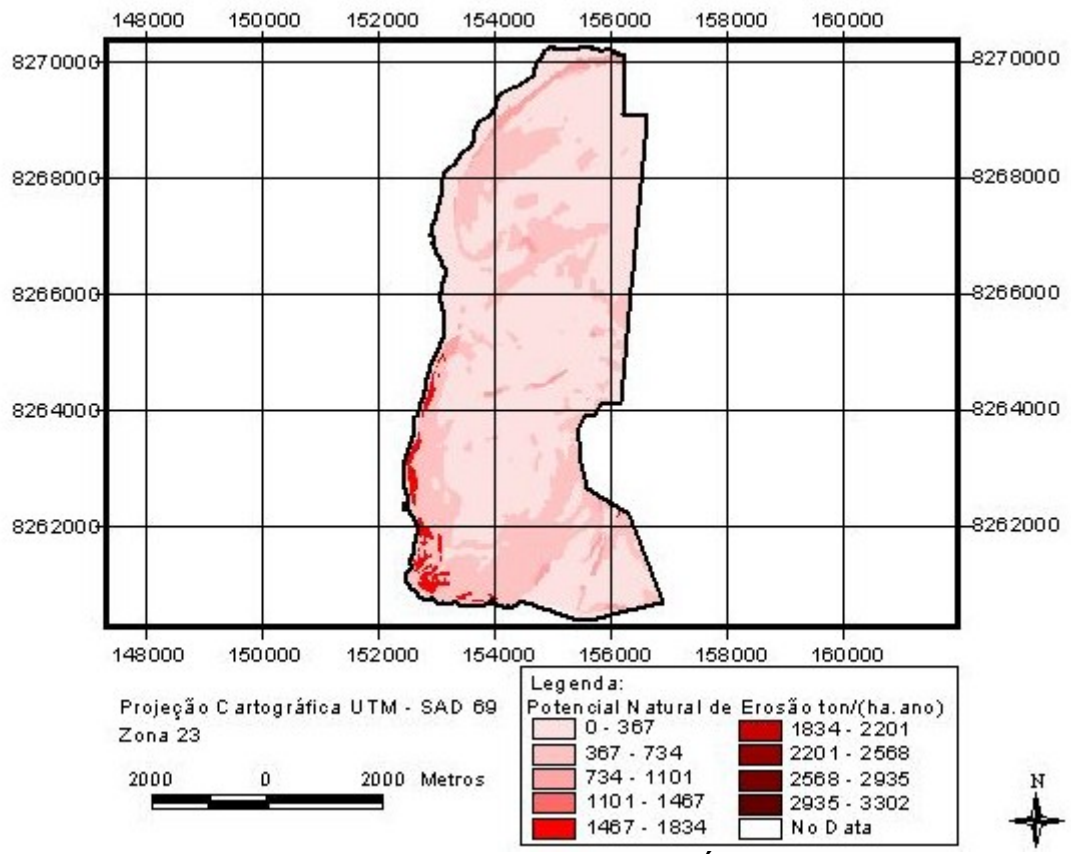 148000 150000 152000 154000 156000 158000 160000
8270000 8270000
8268000 8268000
8266000 8266000
8264000 8264000
8262000 8262000
148000 150000 152000 154000 156000 158000 160000
Projeção Cartográfica UTM - SAD 69
Zona 23
2000 0 2000 Metros
Legenda:
Potencial Natural de Erosão ton/(ha.ano)
0 - 367 1834 - 2201
367 - 734 2201 - 2568
734 - 1101 2568 - 2935
1101 - 1467 2935 - 3302
1467 - 1834 No Data
N